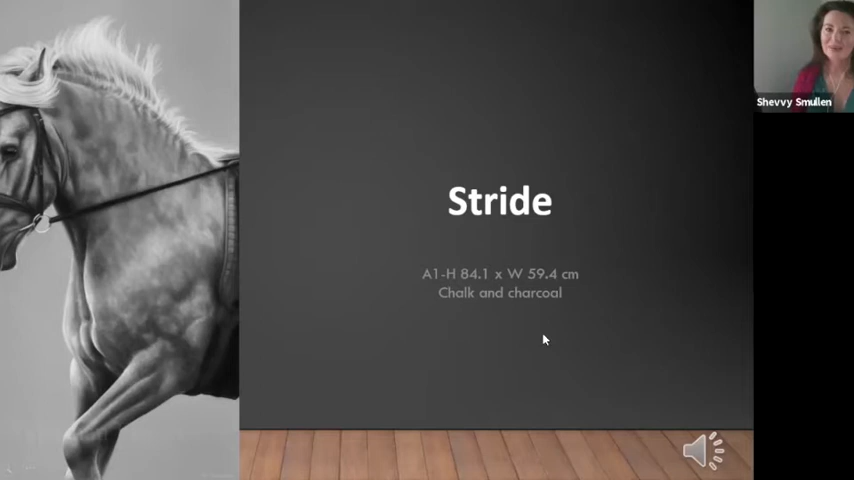 Stride
A1-H 84.1 x W 59.4 cm
Chalk and charcoal
Shevvy Smullen